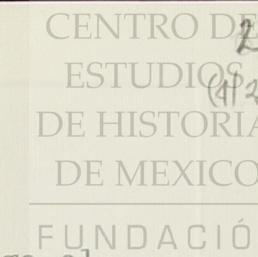 CENTRO DE
ESTUDIOS
DE HISTORIA
DE MEXICO
FUNDACIÓ